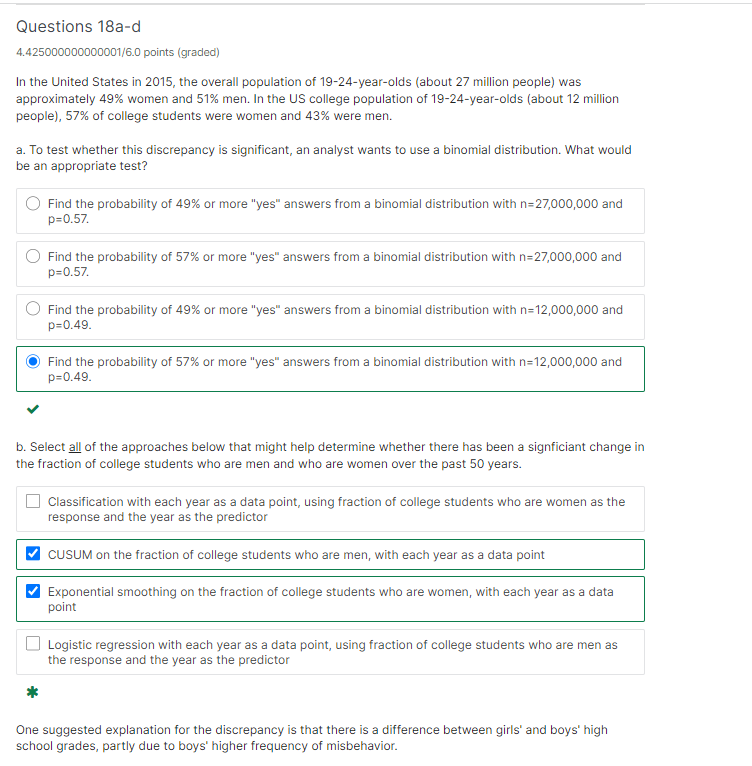 Questions 18a-d
4.425000000000001/6.0 points (graded)
In the United States in 2015, the overall population of 19-24-year-olds (about 27 million people) was
approximately 49% women and 51% men. In the US college population of 19-24-year-olds (about 12 million
people), 57% of college students were women and 43% were men.
a. To test whether this discrepancy is significant, an analyst wants to use a binomial distribution. What would
be an appropriate test?
Find the probability of 49% or more "yes" answers from a binomial distribution with n=27,000,000 and
p=0.57.
Find the probability of 57% or more "yes" answers from a binomial distribution with n=27,000,000 and
p=0.57.
Find the probability of 49% or more "yes" answers from a binomial distribution with n=12,000,000 and
p=0.49.
Find the probability of 57% or more "yes" answers from a binomial distribution with n=12,000,000 and
p=0.49.
b. Select all of the approaches below that might help determine whether there has been a signficiant change in
the fraction of college students who are men and who are women over the past 50 years.
Classification with each year as a data point, using fraction of college students who are women as the
response and the year as the predictor
CUSUM on the fraction of college students who are men, with each year as a data point
Exponential smoothing on the fraction of college students who are women, with each year as a data
point
Logistic regression with each year as a data point, using fraction of college students who are men as
the response and the year as the predictor
One suggested explanation for the discrepancy is that there is a difference between girls' and boys' high
school grades, partly due to boys' higher frequency of misbehavior.